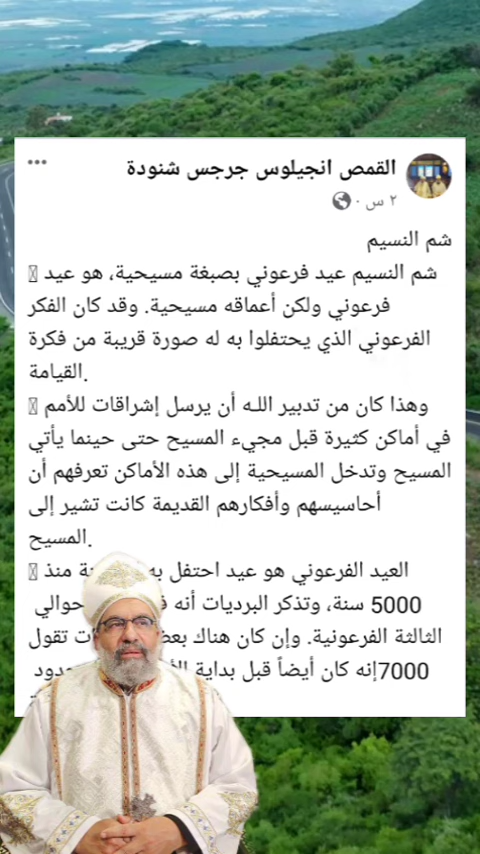 القمص انجيلوس جرجس شنودة
٢ س
شم النسيم
شم النسيم عيد فرعوني بصبغة مسيحية، هو عيد
فرعوني ولكن أعماقه مسيحية. وقد كان الفكر
الفرعوني الذي يحتفلوا به له صورة قريبة من فكرة
القيامة.
وهذا كان من تدبير اللـه أن يرسل إشراقات للأمم
في أماكن كثيرة قبل مجيء المسيح حتى حينما يأتي
المسيح وتدخل المسيحية إلى هذه الأماكن تعرفهم أن
أحاسيسهم وأفكارهم القديمة كانت تشير إلى
المسيح.
العيد الفرعوني هو عيد احتفل به منذ
حوالي 5000 سنة، وتذكر البرديات أنه
الثالثة الفرعونية. وإن كان هناك تقول
إنه كان أيضاً قبل بداية 7000